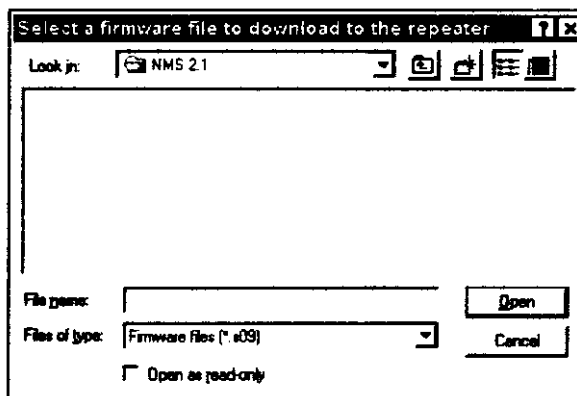 Select a firmware file to download to the repeater
Look in: NMS 2.1
File name:
Open
Files of type: Firmware files (*.s09)
Cancel
Open as read-only